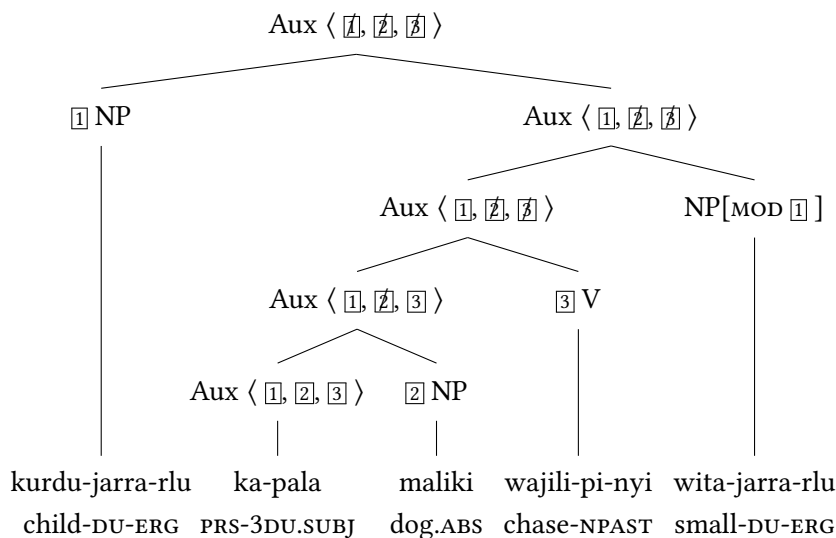 Aux ⟨ 1̸, 2̸, 3̸ ⟩
1 NP Aux ⟨ 1, 2̸, 3̸ ⟩
Aux ⟨ 1, 2̸, 3̸ ⟩ NP[MOD 1 ]
Aux ⟨ 1, 2̸, 3 ⟩ 3 V
Aux ⟨ 1, 2, 3 ⟩ 2 NP
kurdu-jarra-rlu ka-pala maliki wajili-pi-nyi wita-jarra-rlu
child-DU-ERG PRS-3DU.SUBJ dog.ABS chase-NPAST small-DU-ERG